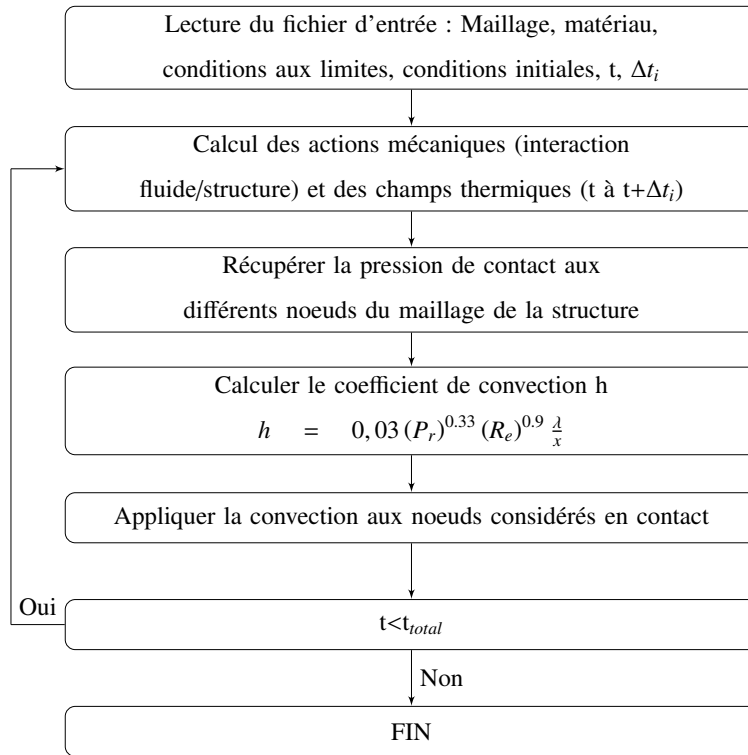 Lecture du fichier d'entrée : Maillage, matériau,
conditions aux limites, conditions initiales, t, Δt_i
Calcul des actions mécaniques (interaction
fluide/structure) et des champs thermiques (t à t+Δt_i)
Récupérer la pression de contact aux
différents noeuds du maillage de la structure
Calculer le coefficient de convection h
h = 0, 03 (P_r)^0.33 (R_e)^0.9 λ/x
Appliquer la convection aux noeuds considérés en contact
Oui
t<t_total
Non
FIN